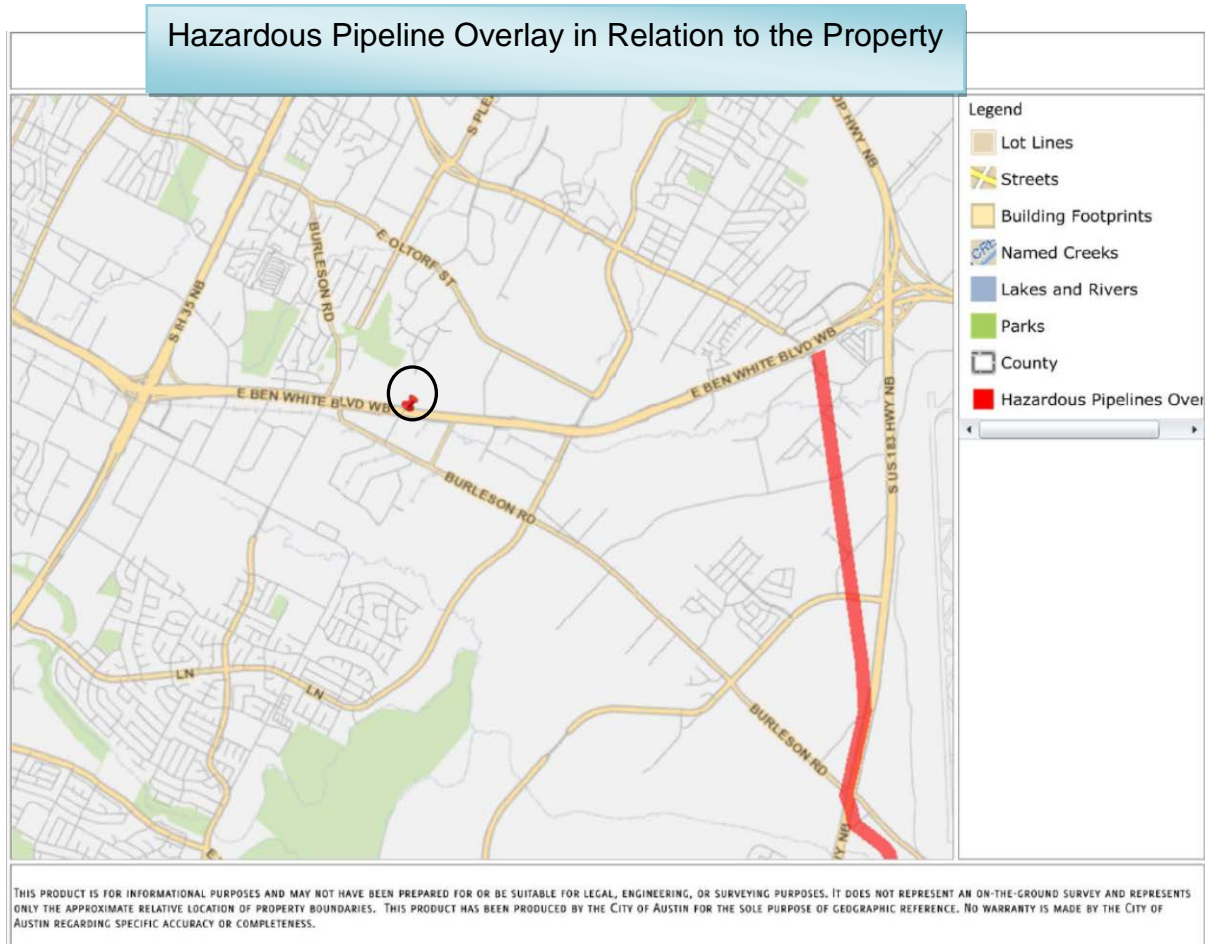 Hazardous Pipeline Overlay in Relation to the Property
Legend
Lot Lines
Streets
Building Footprints
CRE
Named Creeks
Lakes and Rivers
Parks
County
Hazardous Pipelines Over
S PLE
OP HWY NB
S IH 35 NB
BURLESON RD
E OLTORF ST
E BEN WHITE BLVD WB
E BEN WHITE BLVD WB
S US 183 HWY NB
BURLESON RD
LN
LN
BURLESON RD
WY NB
THIS PRODUCT IS FOR INFORMATIONAL PURPOSES AND MAY NOT HAVE BEEN PREPARED FOR OR BE SUITABLE FOR LEGAL, ENGINEERING, OR SURVEYING PURPOSES. IT DOES NOT REPRESENT AN ON-THE-GROUND SURVEY AND REPRESENTS
ONLY THE APPROXIMATE RELATIVE LOCATION OF PROPERTY BOUNDARIES. THIS PRODUCT HAS BEEN PRODUCED BY THE CITY OF AUSTIN FOR THE SOLE PURPOSE OF GEOGRAPHIC REFERENCE. NO WARRANTY IS MADE BY THE CITY OF
AUSTIN REGARDING SPECIFIC ACCURACY OR COMPLETENESS.